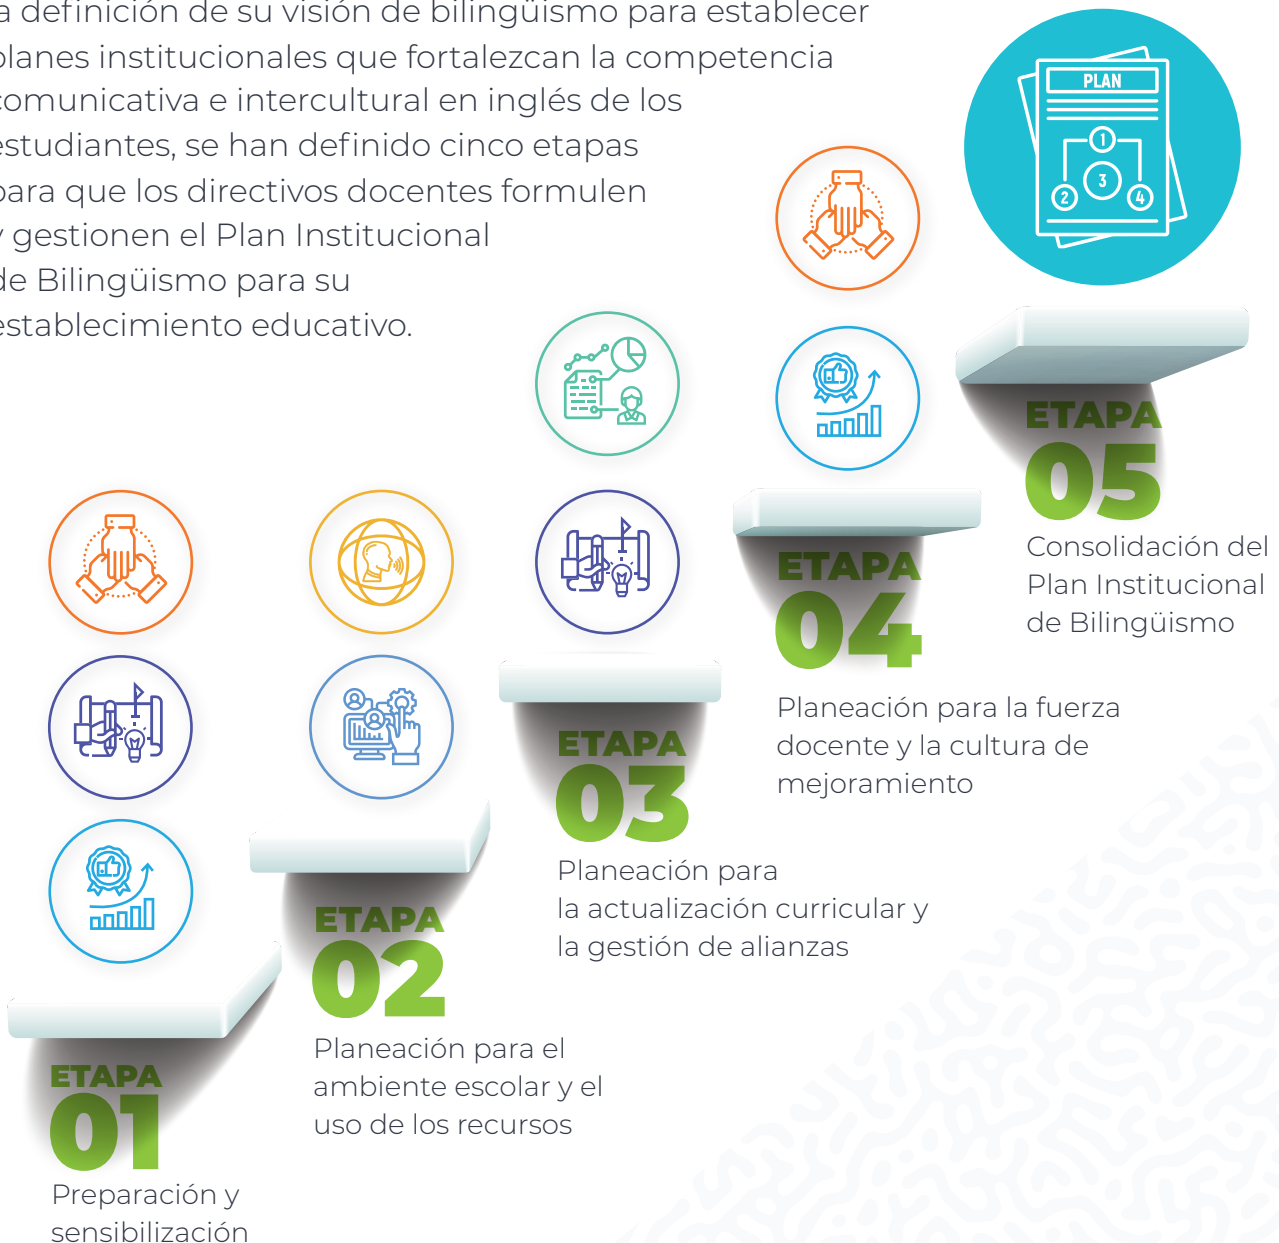 la definición de su visión de bilingüismo para establecer
planes institucionales que fortalezcan la competencia
comunicativa e intercultural en inglés de los
estudiantes, se han definido cinco etapas
para que los directivos docentes formulen
y gestionen el Plan Institucional
de Bilingüismo para su
establecimiento educativo.
PLAN
1
3
2
4
ETAPA
05
Consolidación del
Plan Institucional
de Bilingüismo
ETAPA
04
Planeación para la fuerza
docente y la cultura de
mejoramiento
ETAPA
03
Planeación para
la actualización curricular y
la gestión de alianzas
ETAPA
02
Planeación para el
ambiente escolar y el
uso de los recursos
ETAPA
01
Preparación y
sensibilización